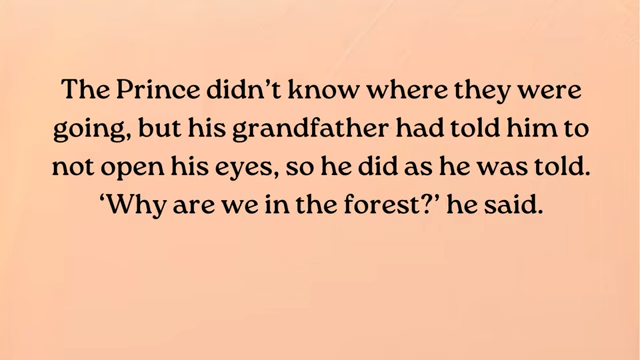 The Prince didn’t know where they were
going, but his grandfather had told him to
not open his eyes, so he did as he was told.
‘Why are we in the forest?’ he said.